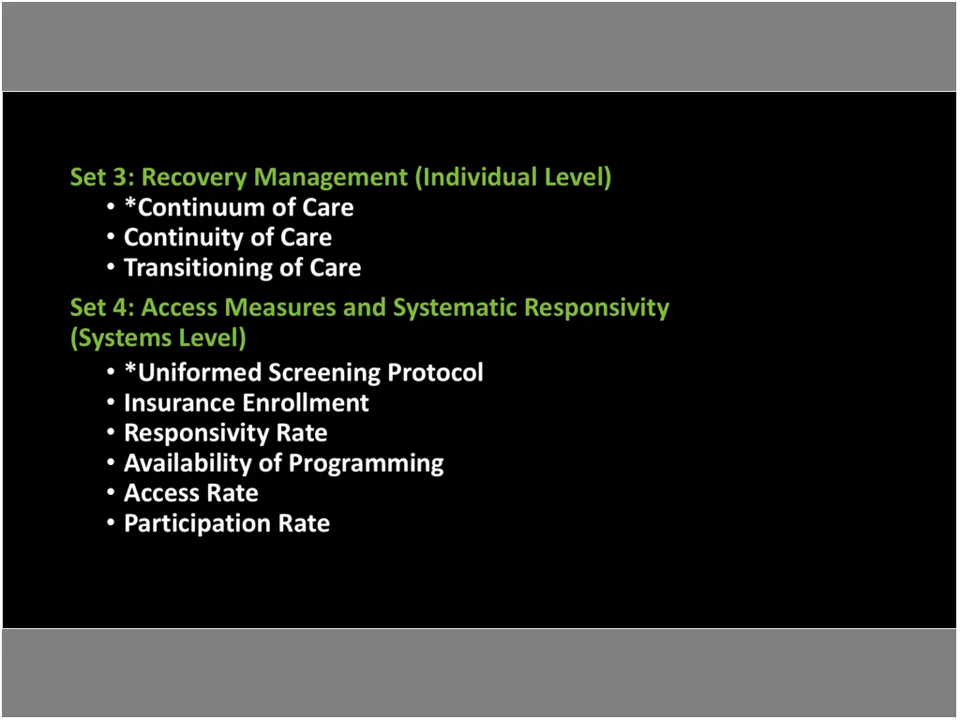 Set 3: Recovery Management (Individual Level)
• *Continuum of Care
• Continuity of Care
• Transitioning of Care
Set 4: Access Measures and Systematic Responsivity
(Systems Level)
• *Uniformed Screening Protocol
• Insurance Enrollment
• Responsivity Rate
• Availability of Programming
• Access Rate
• Participation Rate